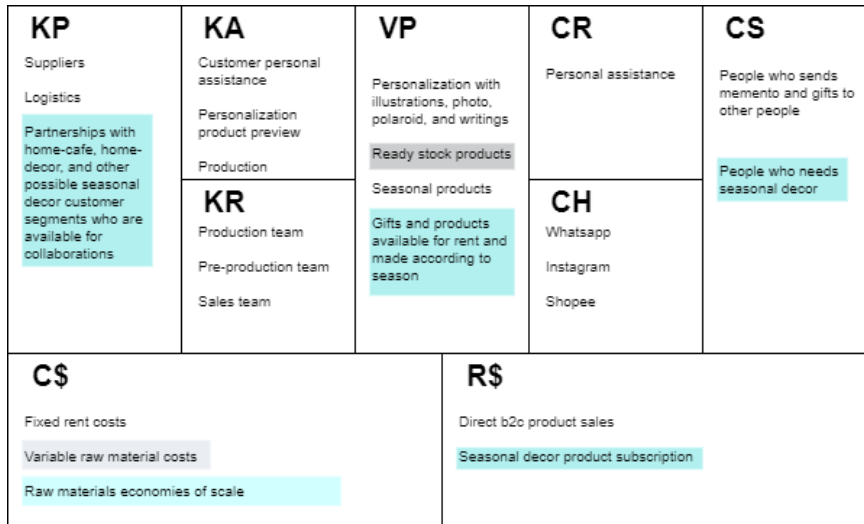 KP
Suppliers
Logistics
Partnerships with
home-cafe, home-
decor, and other
possible seasonal
decor customer
segments who are
available for
collaborations
KA
Customer personal
assistance
Personalization
product preview
Production
KR
Production team
Pre-production team
Sales team
VP
Personalization with
illustrations, photo,
polaroid, and writings
Ready stock products
Seasonal products
Gifts and products
available for rent and
made according to
season
CR
Personal assistance
CH
Whatsapp
Instagram
Shopee
CS
People who sends
memento and gifts to
other people
People who needs
seasonal decor
C$
Fixed rent costs
Variable raw material costs
Raw materials economies of scale
R$
Direct b2c product sales
Seasonal decor product subscription